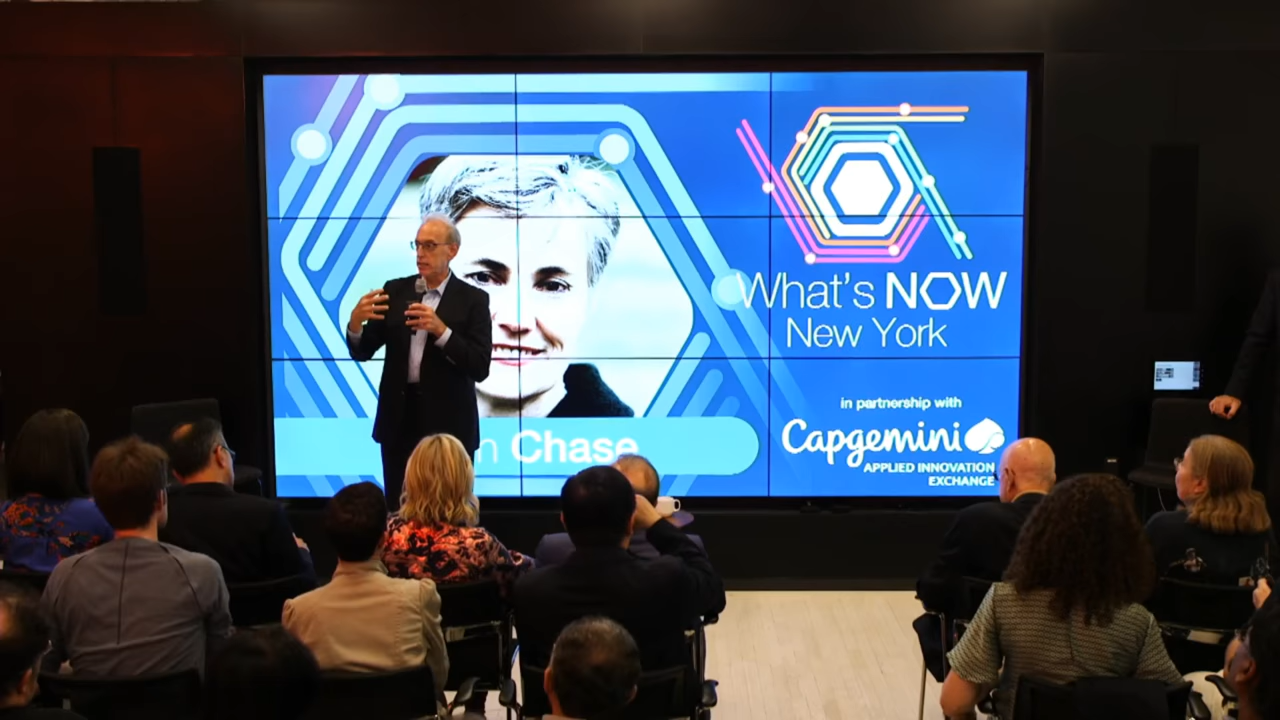 What's NOW
New York
in partnership with
Capgemini
APPLIED INNOVATION
EXCHANGE
Chase